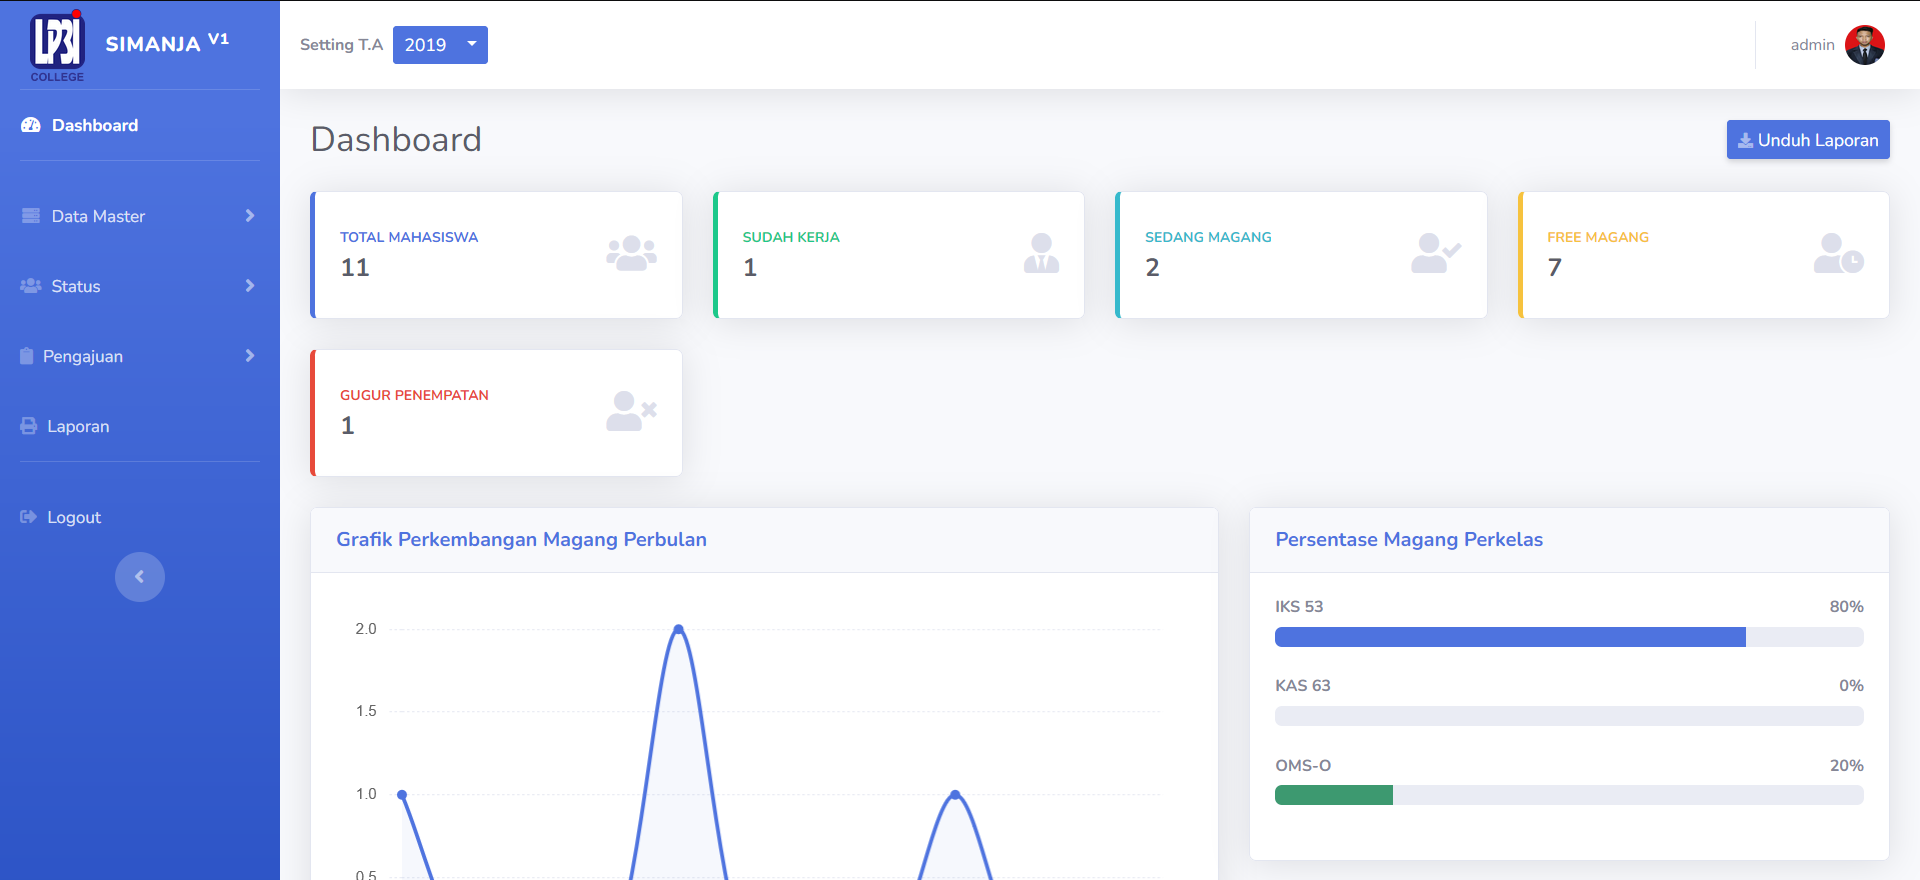 LP3I
COLLEGE
SIMANJA V1
Dashboard
Data Master
Status
Pengajuan
Laporan
Logout
Setting T.A 2019
admin
Dashboard
Unduh Laporan
TOTAL MAHASISWA
11
SUDAH KERJA
1
SEDANG MAGANG
2
FREE MAGANG
7
GUGUR PENEMPATAN
1
Grafik Perkembangan Magang Perbulan
2.0
1.5
1.0
0.5
Persentase Magang Perkelas
IKS 53 80%
KAS 63 0%
OMS-O 20%